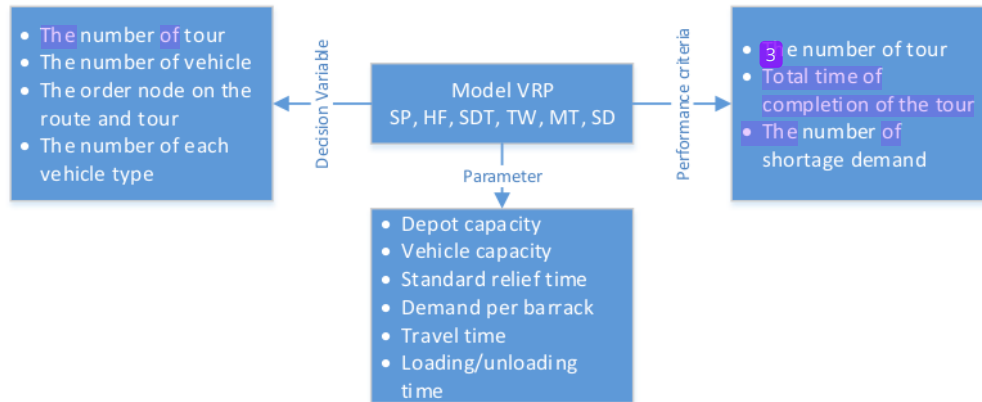 • The number of tour
• The number of vehicle
• The order node on the
route and tour
• The number of each
vehicle type
Decision Variable
Model VRP
SP, HF, SDT, TW, MT, SD
Parameter
Performance criteria
• 3 e number of tour
• Total time of
completion of the tour
• The number of
shortage demand
• Depot capacity
• Vehicle capacity
• Standard relief time
• Demand per barrack
• Travel time
• Loading/unloading
time